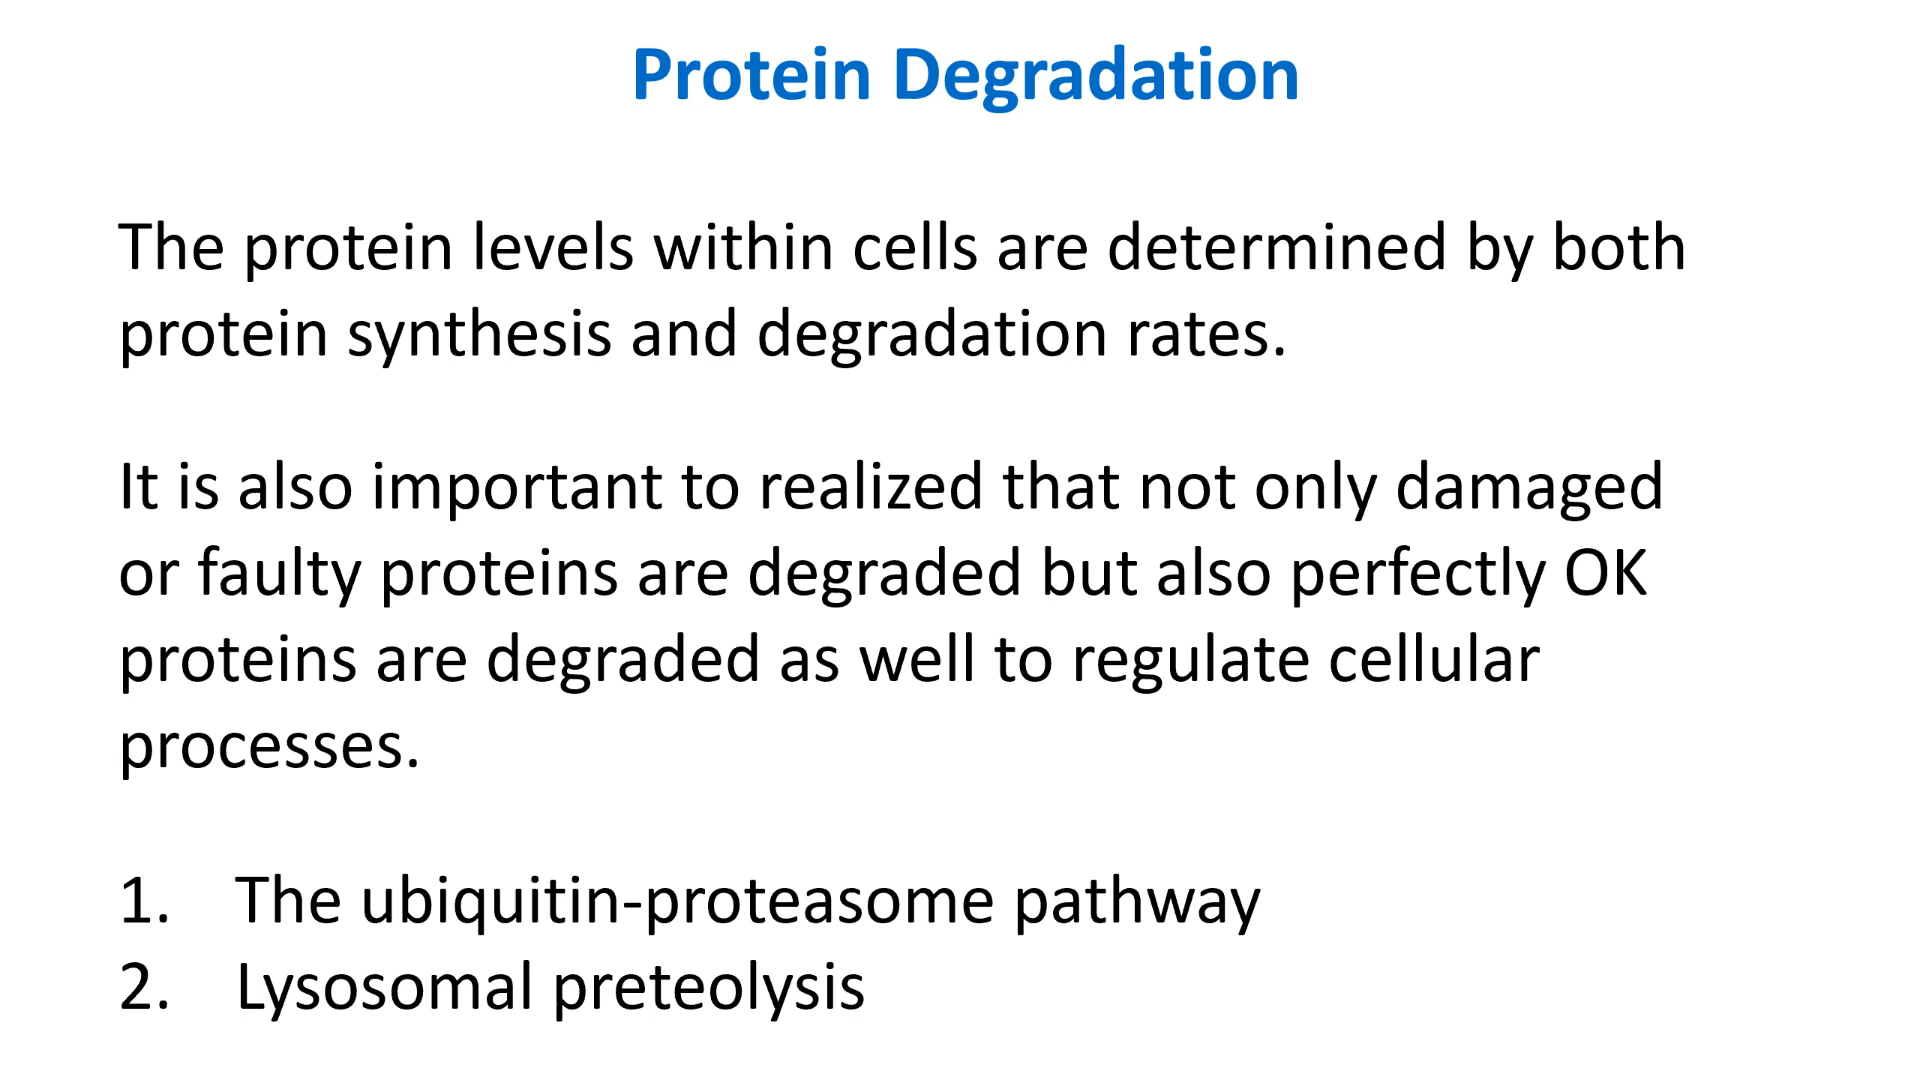 Protein Degradation
The protein levels within cells are determined by both
protein synthesis and degradation rates.
It is also important to realized that not only damaged
or faulty proteins are degraded but also perfectly OK
proteins are degraded as well to regulate cellular
processes.
1. The ubiquitin-proteasome pathway
2. Lysosomal preteolysis